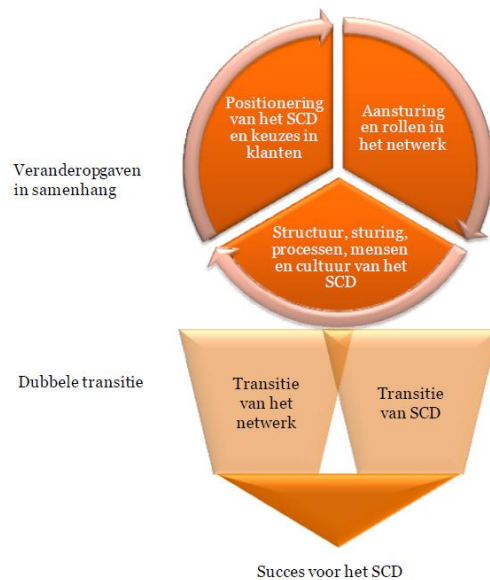 Positionering
van het SCD
en keuzes in
klanten
Aansturing
en rollen in
het netwerk
Veranderopgaven
in samenhang
Structuur, sturing,
processen, mensen
en cultuur van het
SCD
Dubbele transitie
Transitie
van het
netwerk
Transitie
van SCD
Succes voor het SCD